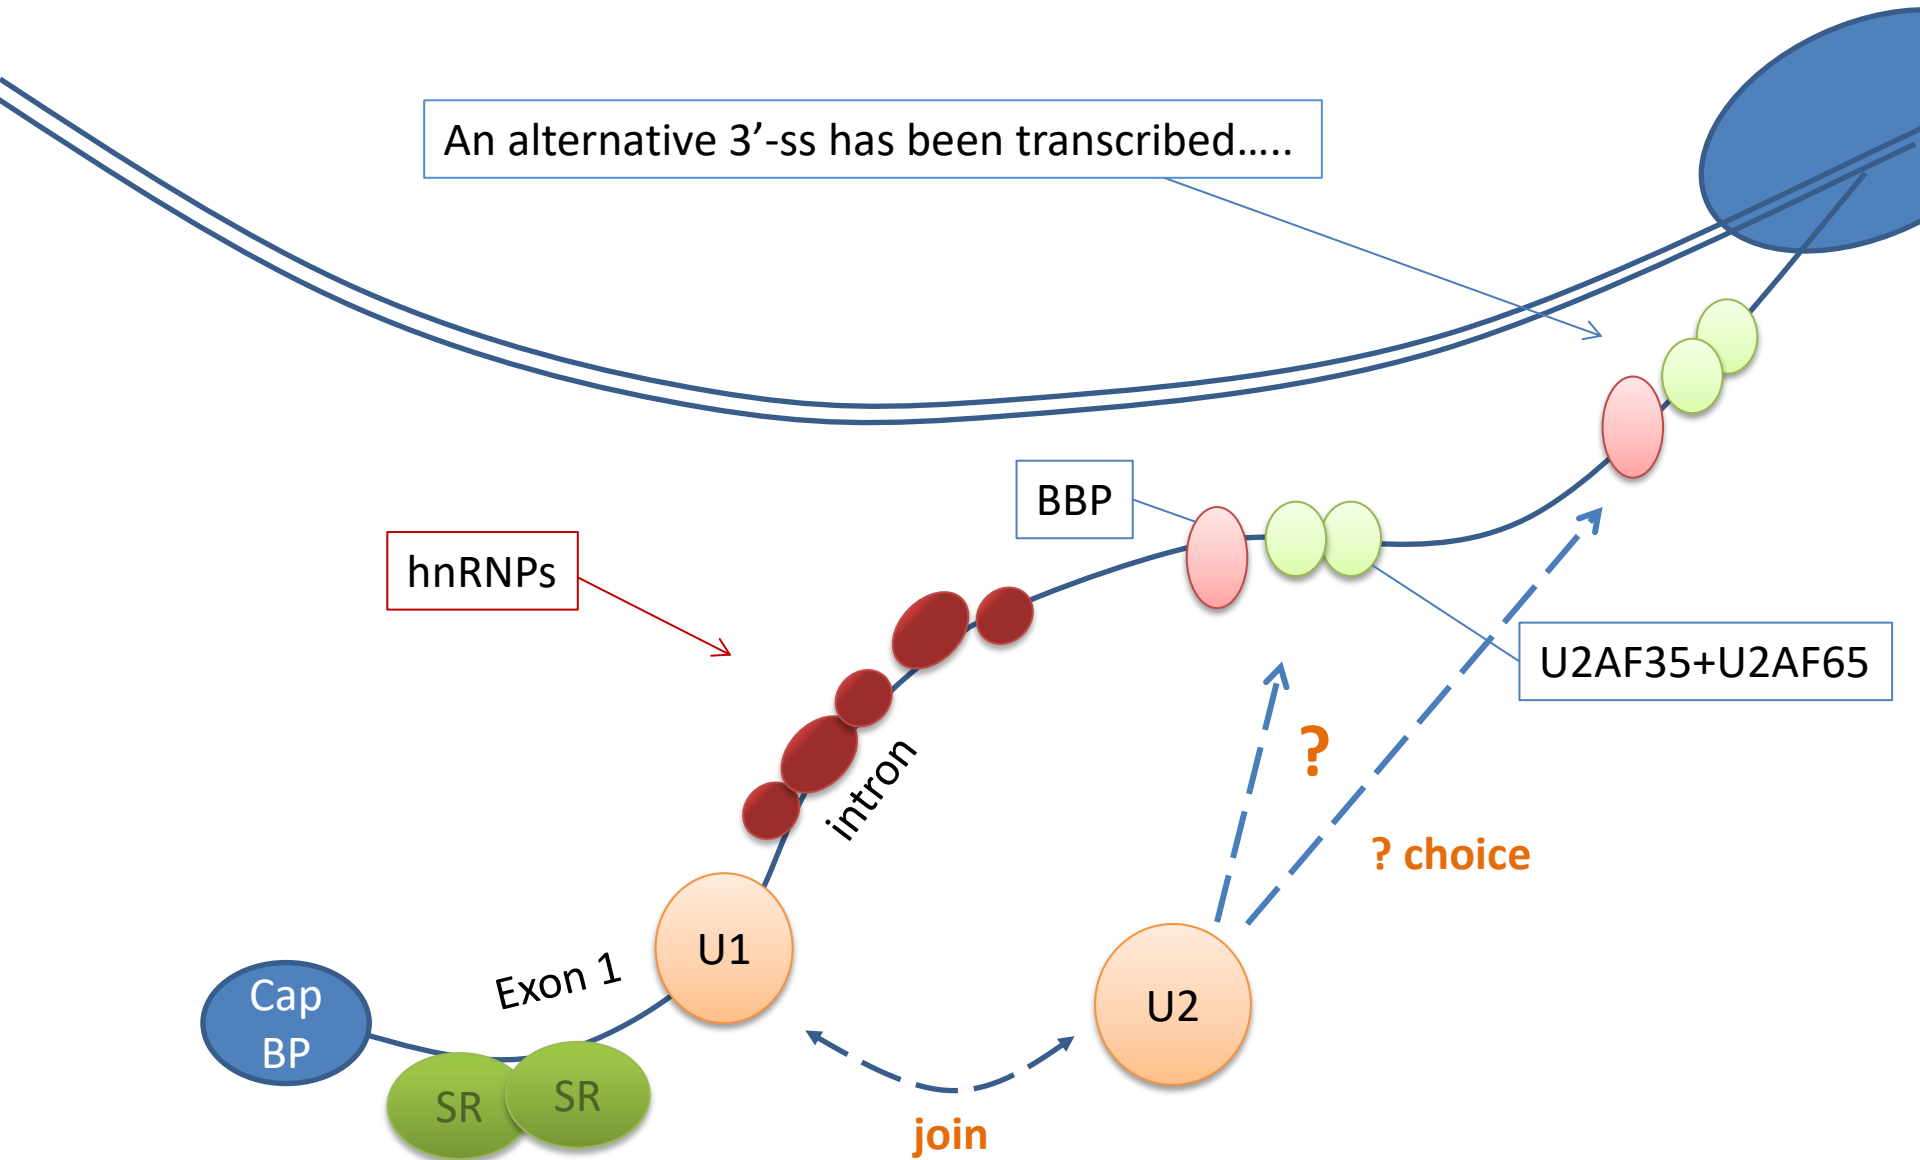 An alternative 3’-ss has been transcribed…..
BBP
hnRNPs
U2AF35+U2AF65
?
intron
? choice
U1
Exon 1
Cap
BP
U2
SR
SR
join